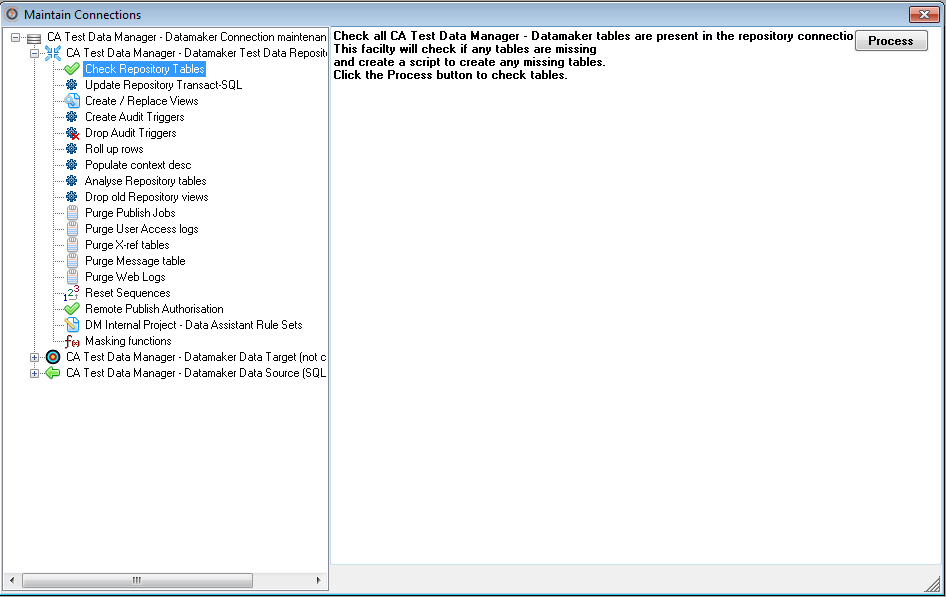 Maintain Connections
CA Test Data Manager - Datamaker Connection maintenan
CA Test Data Manager - Datamaker Test Data Reposito
Check Repository Tables
Update Repository Transact-SQL
Create / Replace Views
Create Audit Triggers
Drop Audit Triggers
Roll up rows
Populate context desc
Analyse Repository tables
Drop old Repository views
Purge Publish Jobs
Purge User Access logs
Purge X-ref tables
Purge Message table
Purge Web Logs
Reset Sequences
Remote Publish Authorisation
DM Internal Project - Data Assistant Rule Sets
Masking functions
CA Test Data Manager - Datamaker Data Target (not c
CA Test Data Manager - Datamaker Data Source (SQL
Check all CA Test Data Manager - Datamaker tables are present in the repository connectio
This facilty will check if any tables are missing
and create a script to create any missing tables.
Click the Process button to check tables.
Process